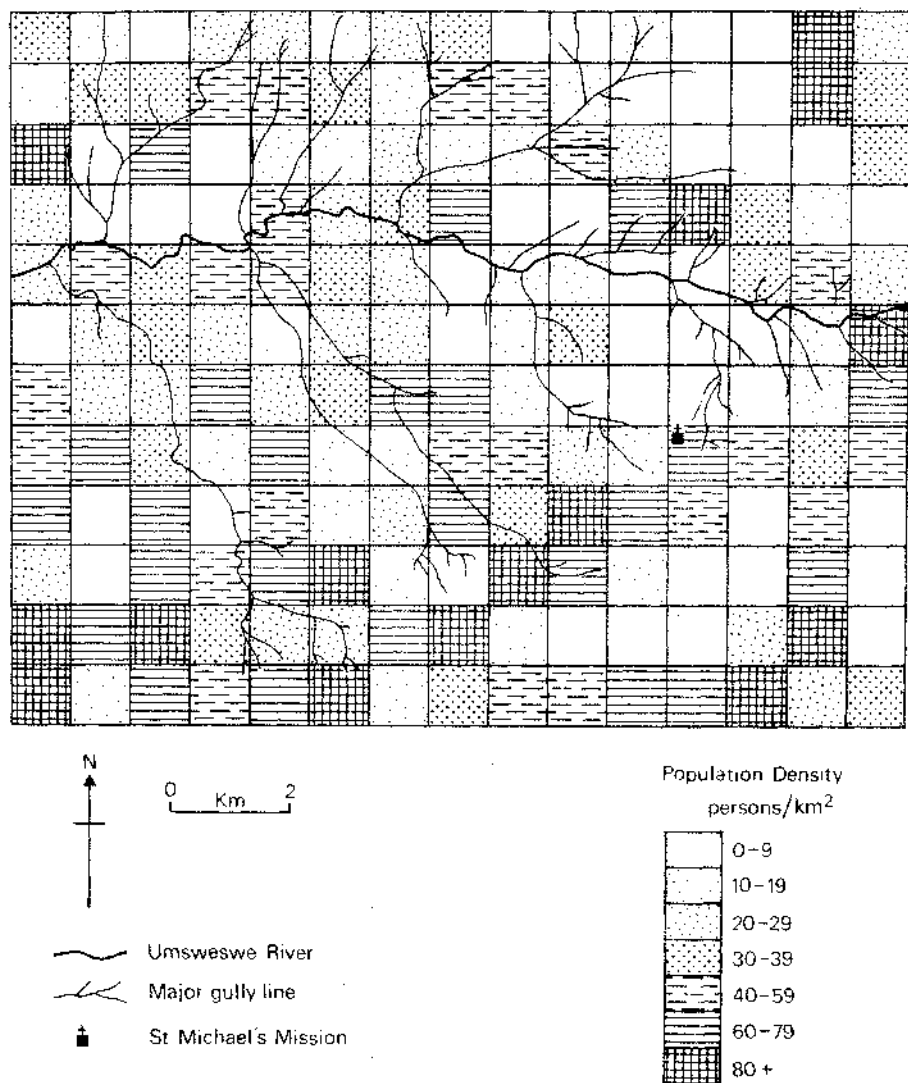 N
0 2
Km
Umsweswe River
Major gully line
St Michael's Mission
Population Density
persons/km²
0-9
10-19
20-29
30-39
40-59
60-79
80 +